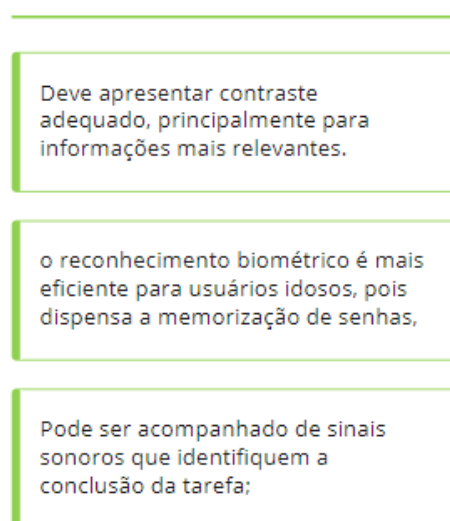 Deve apresentar contraste
adequado, principalmente para
informações mais relevantes.
o reconhecimento biométrico é mais
eficiente para usuários idosos, pois
dispensa a memorização de senhas,
Pode ser acompanhado de sinais
sonoros que identifiquem a
conclusão da tarefa;